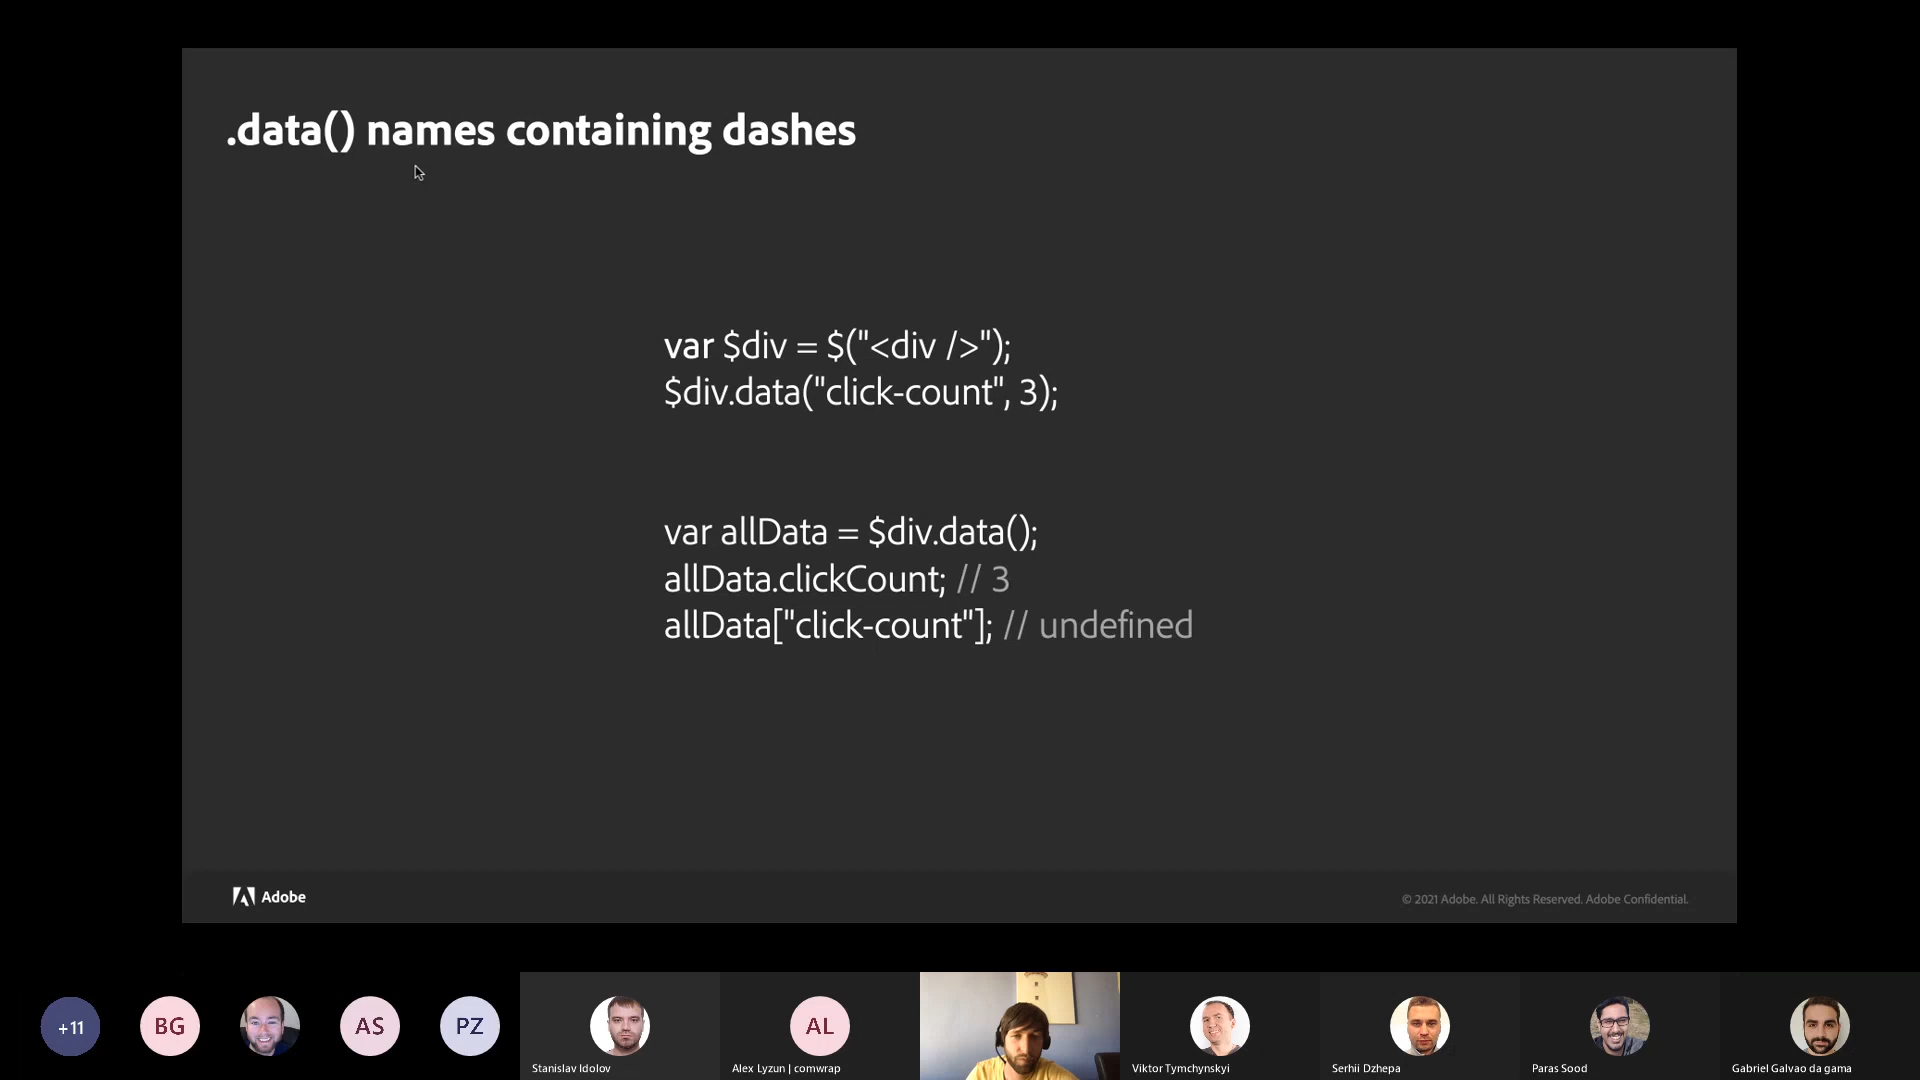 .data() names containing dashes
var $div = $("<div />");
$div.data("click-count", 3);
var allData = $div.data();
allData.clickCount; // 3
allData["click-count"]; // undefined
Adobe
© 2021 Adobe. All Rights Reserved. Adobe Confidential.
+11
BG
AS
PZ
AL
Stanislav Idolov
Alex Lyzun | comwrap
Viktor Tymchynskyi
Serhii Dzhepa
Paras Sood
Gabriel Galvao da gama